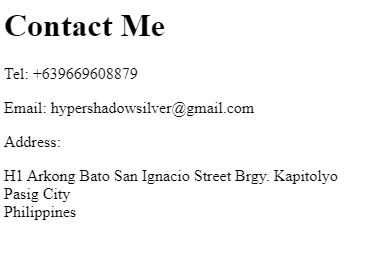 Contact Me
Tel: +639669608879
Email: hypershadowsilver@gmail.com
Address:
H1 Arkong Bato San Ignacio Street Brgy. Kapitolyo
Pasig City
Philippines